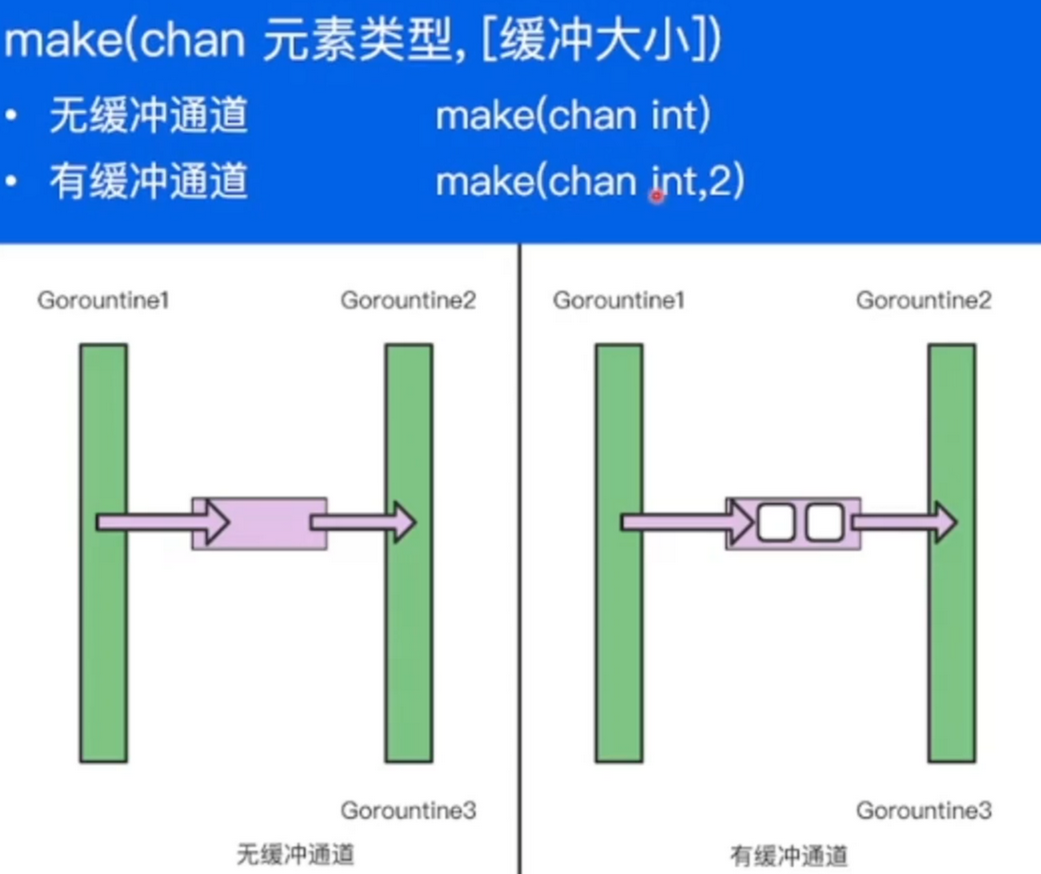 make(chan 元素类型, [缓冲大小])
• 无缓冲通道 make(chan int)
• 有缓冲通道 make(chan int,2)
Gorountine1 Gorountine2 Gorountine1 Gorountine2
Gorountine3 Gorountine3
无缓冲通道 有缓冲通道